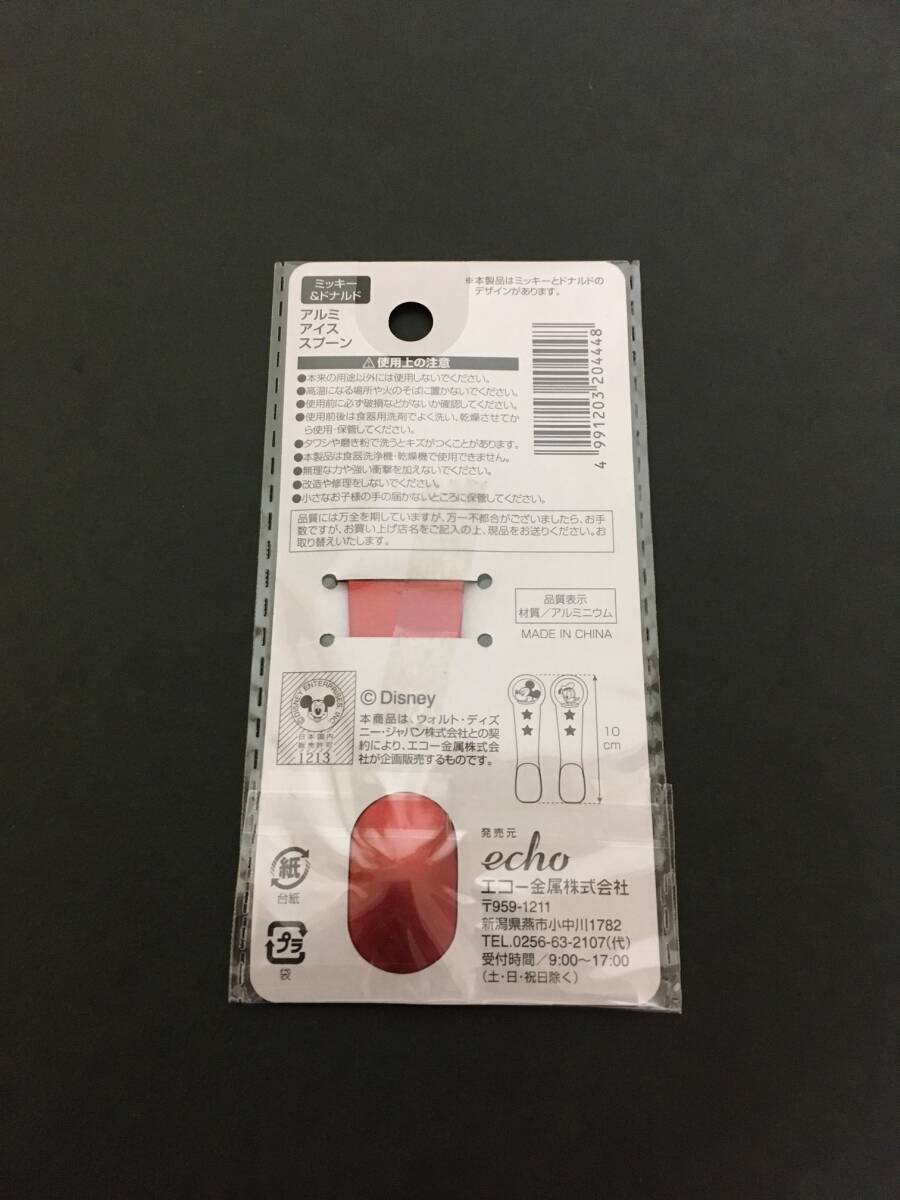 ミッキー
&ドナルド
アルミ
アイス
スプーン
※本製品はミッキーとドナルドの
デザインがあります。
4 991203 204448
⚠使用上の注意
●本来の用途以外には使用しないでください。
●高温になる場所や火のそばに置かないでください。
●使用前に必ず破損などがないか確認してください。
●使用前後は食器用洗剤でよく洗い、乾燥させてか
ら使用・保管してください。
●タワシや磨き粉で洗うとキズがつくことがあります。
●本製品は食器洗浄機・乾燥機で使用できません。
●無理な力や強い衝撃を加えないでください。
●改造や修理をしないでください。
●小さなお子様の手の届かないところに保管してください。
品質には万全を期していますが、万一不都合がございましたら、お手
数ですが、お買い上げ店名をご記入の上、現品をお送りください。お
取り替えいたします。
品質表示
材質/アルミニウム
MADE IN CHINA
©DISNEY ENTERPRISES, INC.
日本国内
販売許可
1213
© Disney
本商品は、ウォルト・ディズ
ニー・ジャパン株式会社との契
約により、エコー金属株式会
社が企画販売するものです。
10
cm
紙
台紙
プラ
袋
発売元
echo
エコー金属株式会社
〒959-1211
新潟県燕市小中川1782
TEL.0256-63-2107(代)
受付時間/9:00～17:00
(土・日・祝日除く)